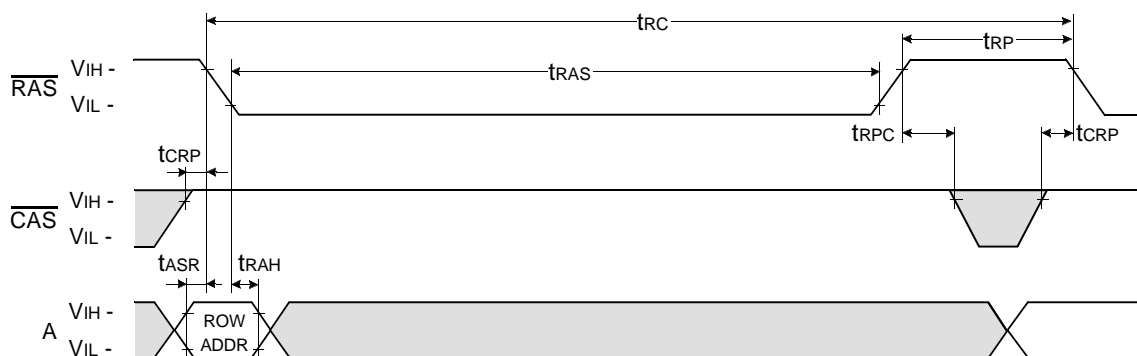 tRC
tRP
VIH -
RAS
tRAS
VIL -
tRPC
tCRP
tCRP
VIH -
CAS
VIL -
tASR
tRAH
VIH -
ROW
A
ADDR
VIL -